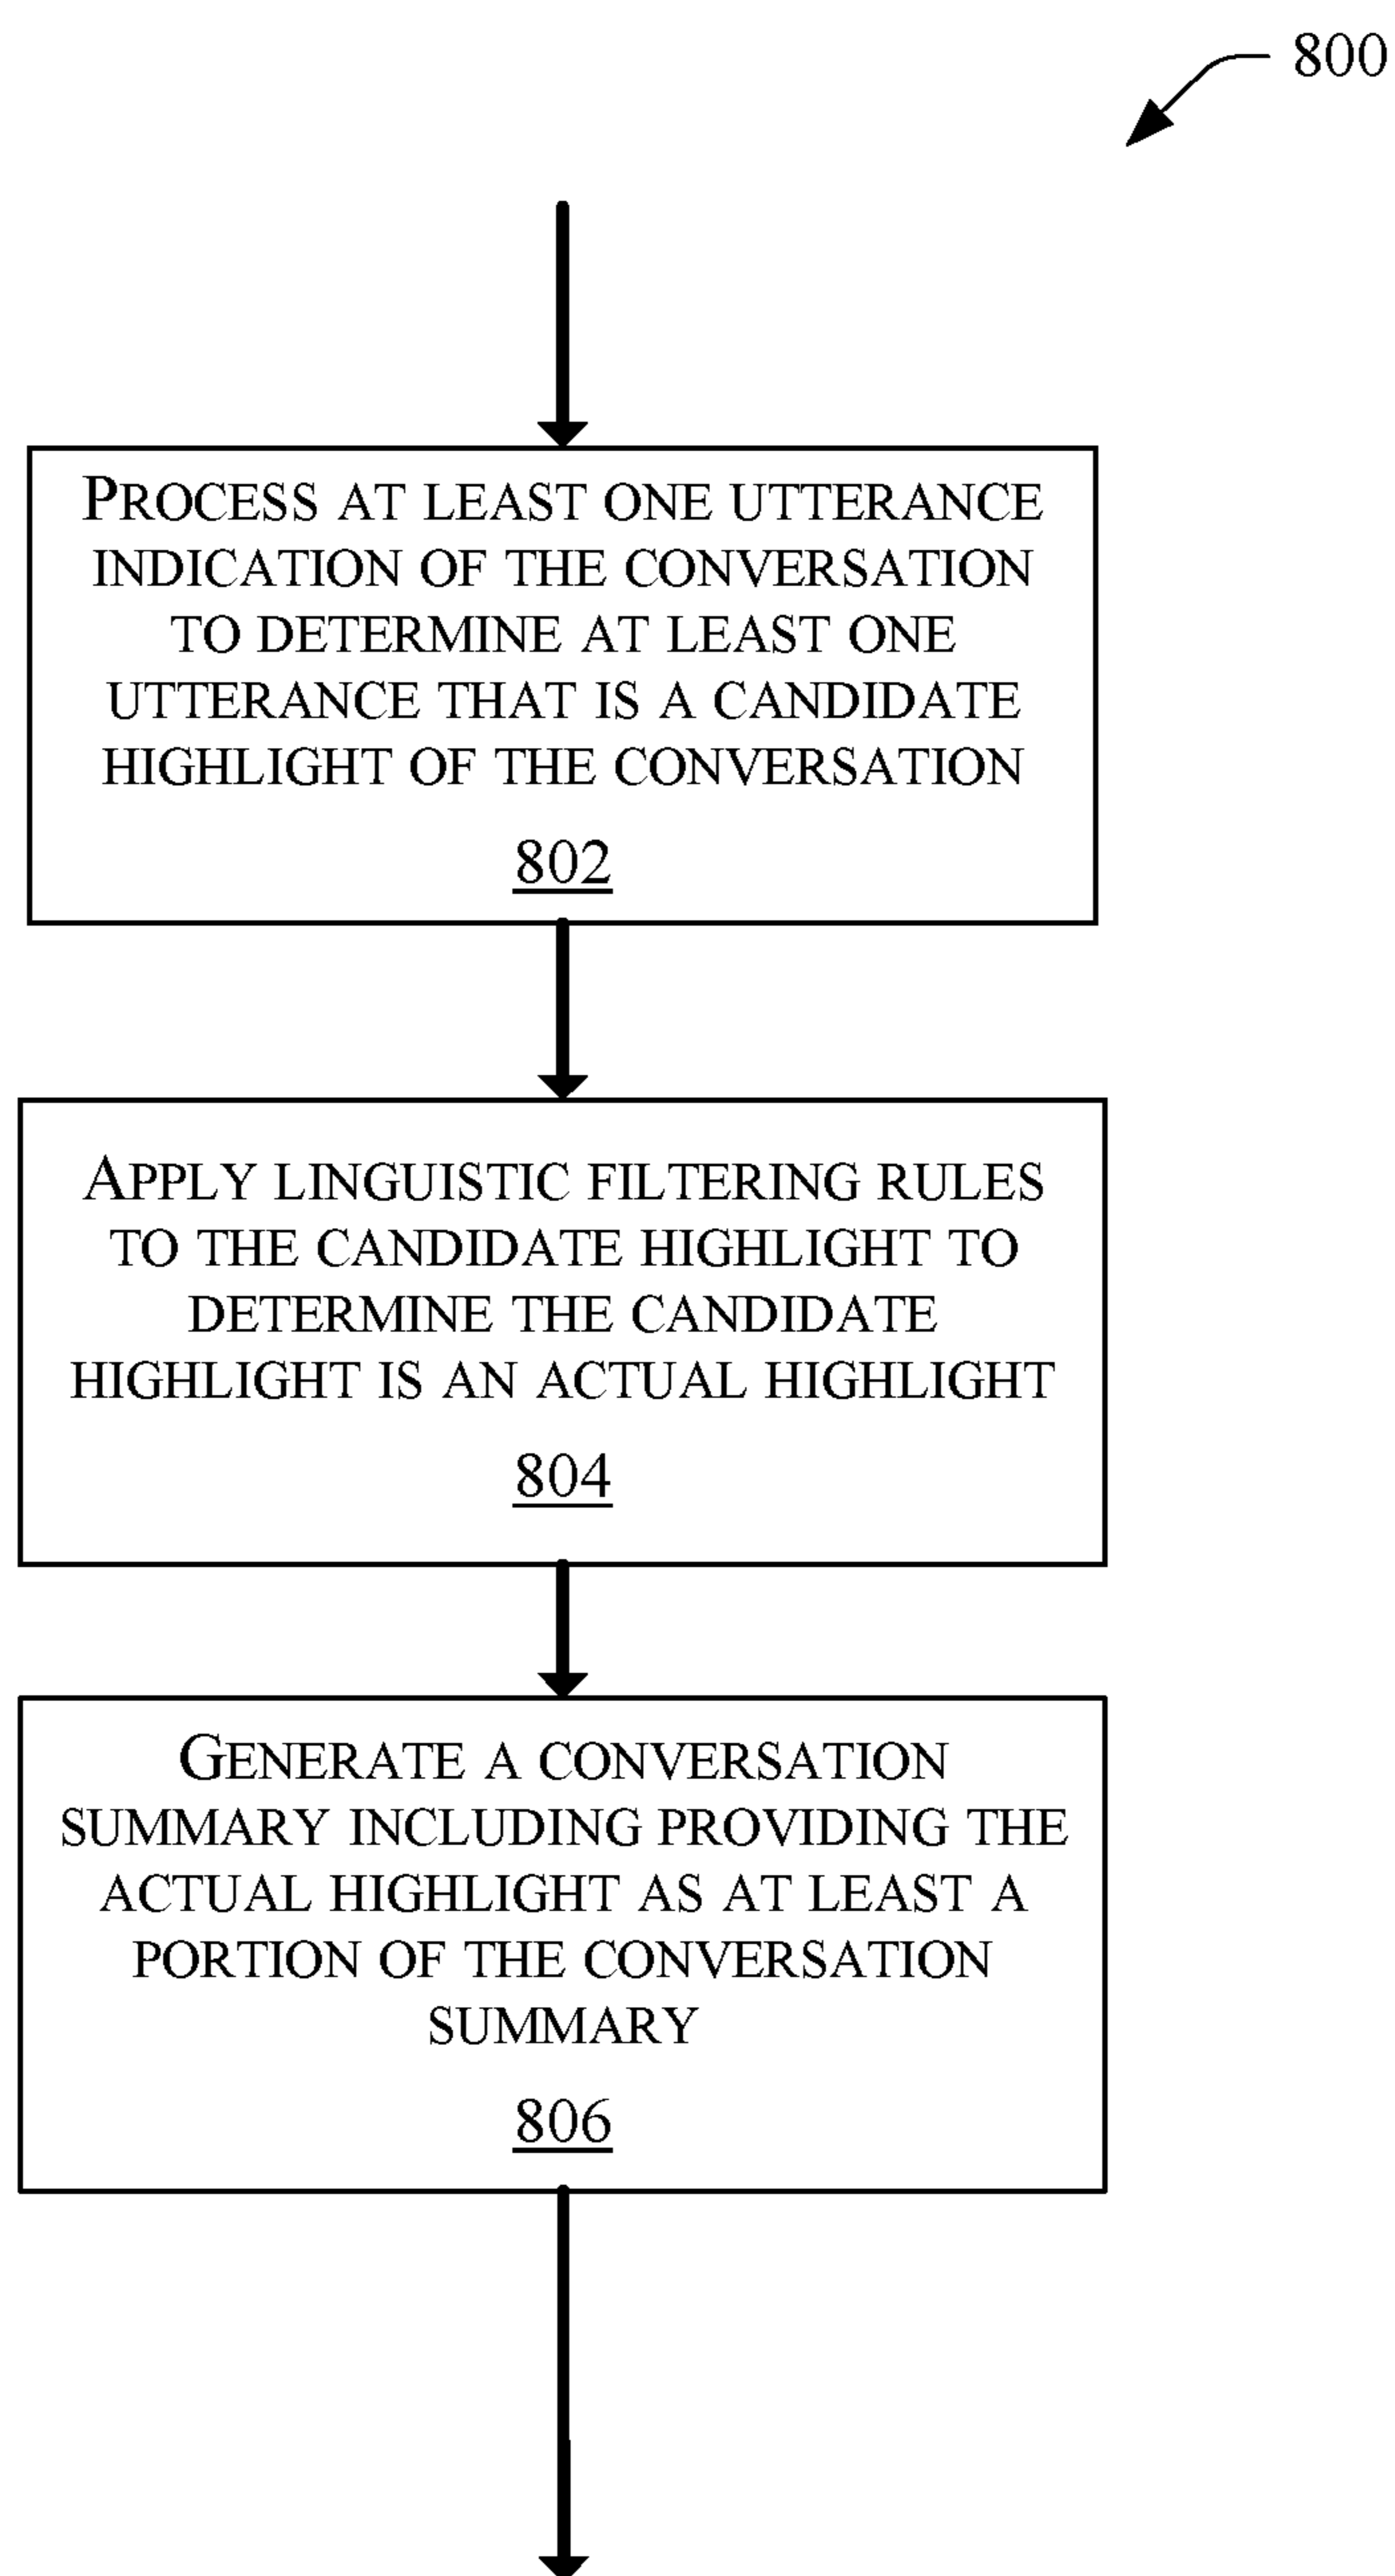 800
PROCESS AT LEAST ONE UTTERANCE
INDICATION OF THE CONVERSATION
TO DETERMINE AT LEAST ONE
UTTERANCE THAT IS A CANDIDATE
HIGHLIGHT OF THE CONVERSATION
802
APPLY LINGUISTIC FILTERING RULES
TO THE CANDIDATE HIGHLIGHT TO
DETERMINE THE CANDIDATE
HIGHLIGHT IS AN ACTUAL HIGHLIGHT
804
GENERATE A CONVERSATION
SUMMARY INCLUDING PROVIDING THE
ACTUAL HIGHLIGHT AS AT LEAST A
PORTION OF THE CONVERSATION
SUMMARY
806